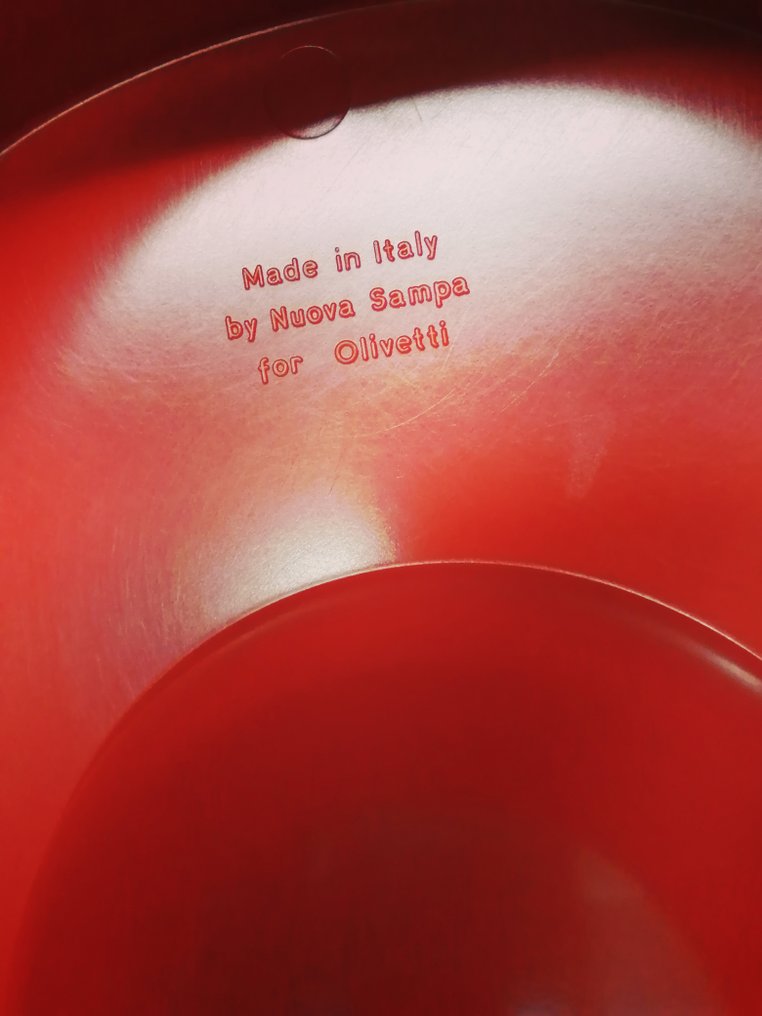 Made in Italy
by Nuova Sampa
for Olivetti